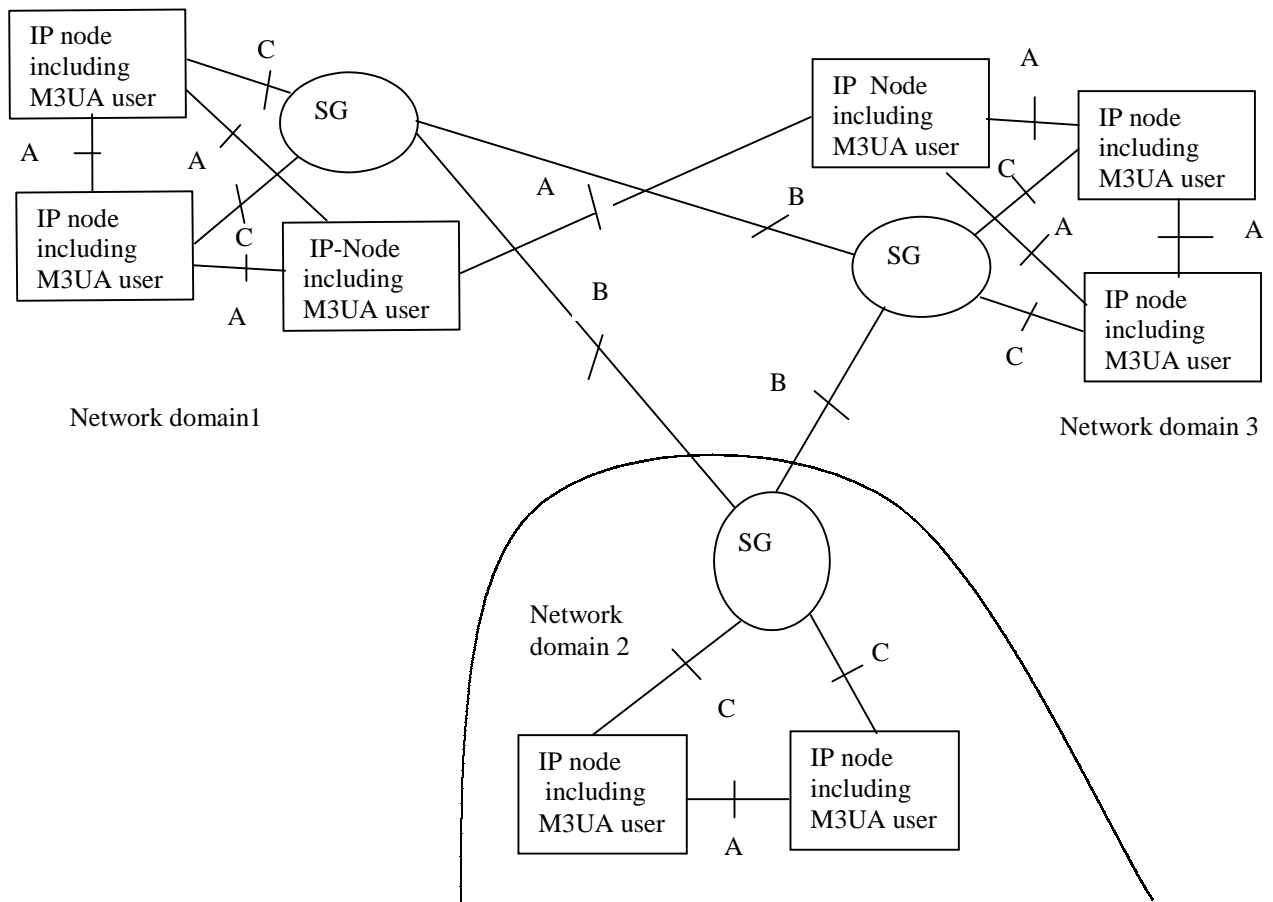 IP node
including
M3UA user
C
SG
A
A
A
IP node
including
M3UA user
C
IP-Node
including
M3UA user
A
Network domain1
A
B
B
IP Node
including
M3UA user
A
IP node
including
M3UA user
C
A
A
SG
IP node
including
M3UA user
C
B
Network domain 3
SG
Network
domain 2
C
C
IP node
including
M3UA user
A
IP node
including
M3UA user